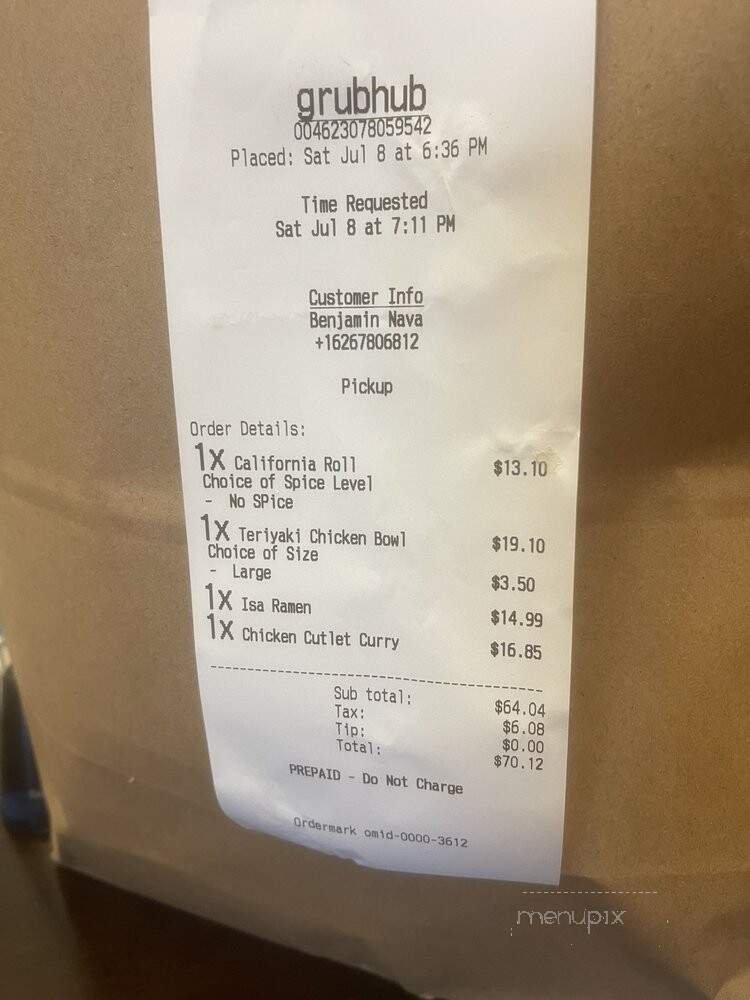 grubhub
004623078059542
Placed: Sat Jul 8 at 6:36 PM
Time Requested
Sat Jul 8 at 7:11 PM
Customer Info
Benjamin Nava
+16267806812
Pickup
Order Details:
1x California Roll $13.10
Choice of Spice Level
- No SPice
1x Teriyaki Chicken Bowl $19.10
Choice of Size
- Large $3.50
1x Isa Ramen $14.99
1x Chicken Cutlet Curry $16.85
Sub total: $64.04
Tax: $6.08
Tip: $0.00
Total: $70.12
PREPAID - Do Not Charge
Ordermark omid-0000-3612
menupix